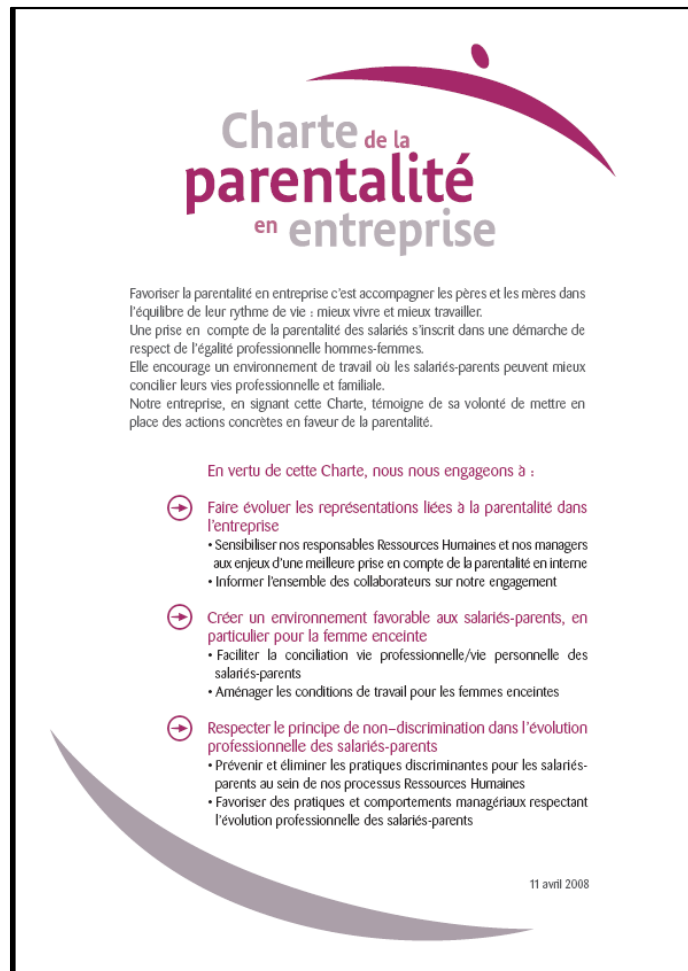 Charte de la
parentalité
en entreprise
Favoriser la parentalité en entreprise c'est accompagner les pères et les mères dans
l'équilibre de leur rythme de vie : mieux vivre et mieux travailler.
Une prise en compte de la parentalité des salariés s'inscrit dans une démarche de
respect de l'égalité professionnelle hommes-femmes.
Elle encourage un environnement de travail où les salariés-parents peuvent mieux
concilier leurs vies professionnelle et familiale.
Notre entreprise, en signant cette Charte, témoigne de sa volonté de mettre en
place des actions concrètes en faveur de la parentalité.
En vertu de cette Charte, nous nous engageons à :
Faire évoluer les représentations liées à la parentalité dans
l'entreprise
• Sensibiliser nos responsables Ressources Humaines et nos managers
aux enjeux d'une meilleure prise en compte de la parentalité en interne
• Informer l'ensemble des collaborateurs sur notre engagement
Créer un environnement favorable aux salariés-parents, en
particulier pour la femme enceinte
• Faciliter la conciliation vie professionnelle/vie personnelle des
salariés-parents
• Aménager les conditions de travail pour les femmes enceintes
Respecter le principe de non-discrimination dans l'évolution
professionnelle des salariés-parents
• Prévenir et éliminer les pratiques discriminantes pour les salariés-
parents au sein de nos processus Ressources Humaines
• Favoriser des pratiques et comportements managériaux respectant
l'évolution professionnelle des salariés-parents
11 avril 2008